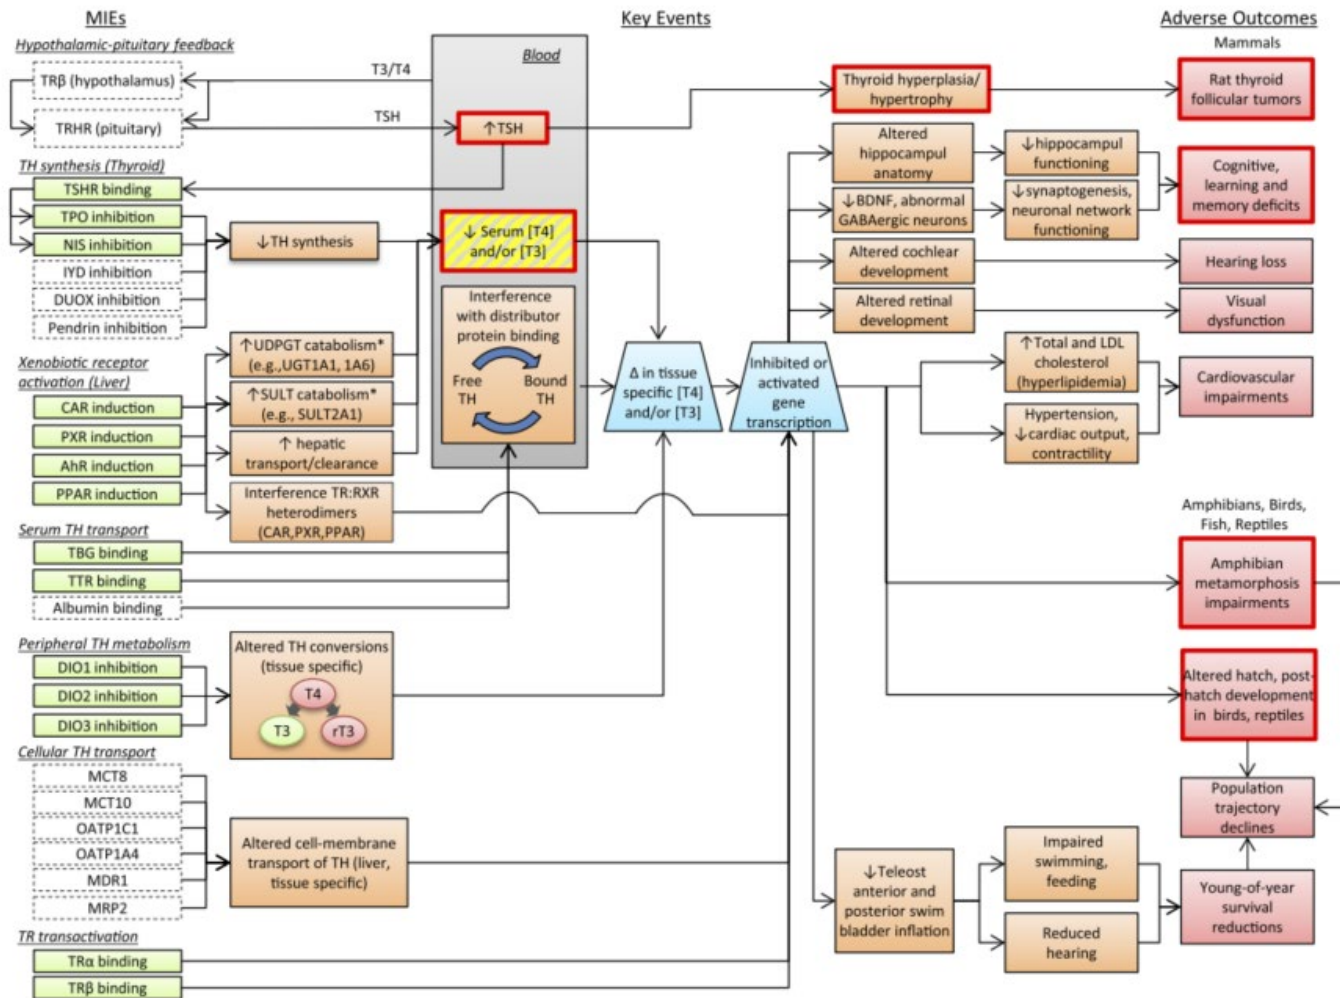 MIEs
Key Events
Adverse Outcomes
Hypothalamic-pituitary feedback
TRβ (hypothalamus)
TRHR (pituitary)
TH synthesis (Thyroid)
TSHR binding
TPO inhibition
NIS inhibition
IYD inhibition
DUOX inhibition
Pendrin inhibition
Xenobiotic receptor
activation (Liver)
CAR induction
PXR induction
AhR induction
PPAR induction
Serum TH transport
TBG binding
TTR binding
Albumin binding
Peripheral TH metabolism
DIO1 inhibition
DIO2 inhibition
DIO3 inhibition
Cellular TH transport
MCT8
MCT10
OATP1C1
OATP1A4
MDR1
MRP2
TR transactivation
TRα binding
TRβ binding
T3/T4
TSH
↓TH synthesis
↑UDPGT catabolism*
(e.g.,UGT1A1, 1A6)
↑SULT catabolism*
(e.g., SULT2A1)
↑ hepatic
transport/clearance
Interference TR:RXR
heterodimers
(CAR,PXR,PPAR)
Altered TH conversions
(tissue specific)
T4
T3
rT3
Altered cell-membrane
transport of TH (liver,
tissue specific)
Blood
↑TSH
↓ Serum [T4]
and/or [T3]
Interference
with distributor
protein binding
Free
TH
Bound
TH
Δ in tissue
specific [T4]
and/or [T3]
Inhibited or
activated
gene
transcription
Thyroid hyperplasia/
hypertrophy
Altered
hippocampul
anatomy
↓hippocampul
functioning
↓BDNF, abnormal
GABAergic neurons
↓synaptogenesis,
neuronal network
functioning
Altered cochlear
development
Altered retinal
development
↑Total and LDL
cholesterol
(hyperlipidemia)
Hypertension,
↓cardiac output,
contractility
↓Teleost
anterior and
posterior swim
bladder inflation
Impaired
swimming,
feeding
Reduced
hearing
Mammals
Rat thyroid
follicular tumors
Cognitive,
learning and
memory deficits
Hearing loss
Visual
dysfunction
Cardiovascular
impairments
Amphibians, Birds,
Fish, Reptiles
Amphibian
metamorphosis
impairments
Altered hatch, post-
hatch development
in birds, reptiles
Population
trajectory
declines
Young-of-year
survival
reductions